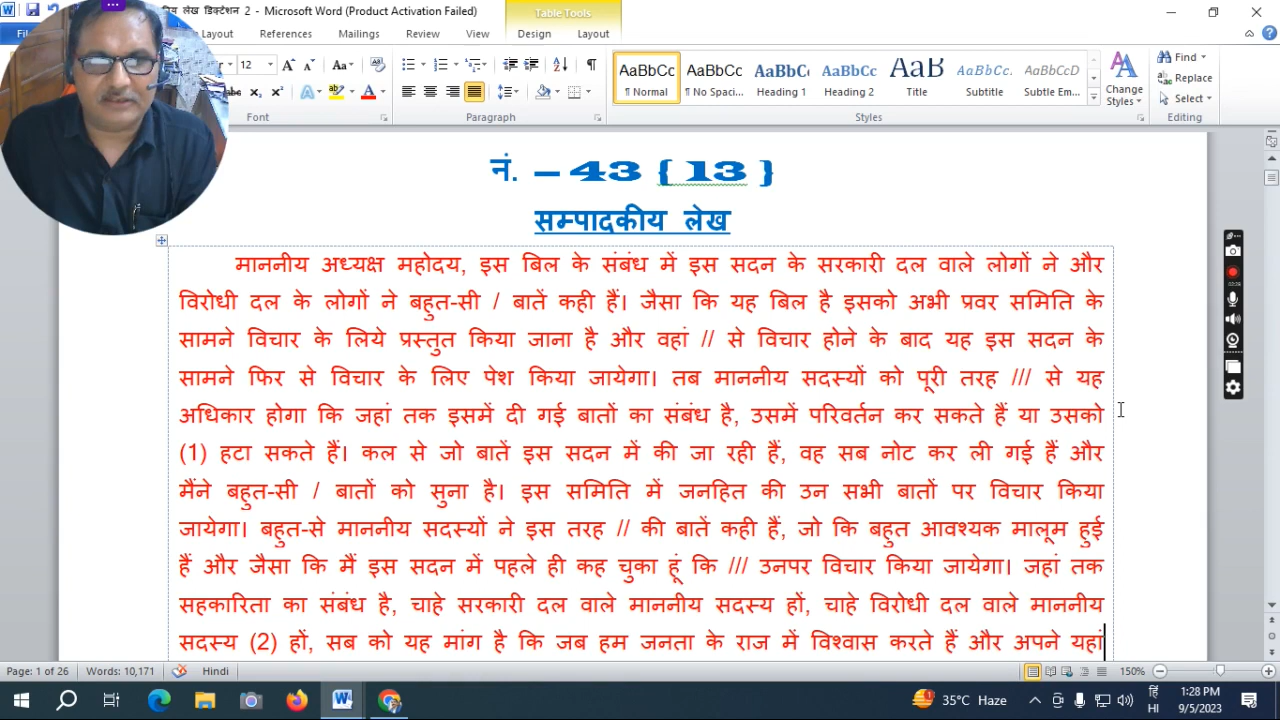 कीय लेख डिक्टेशन 2 - Microsoft Word (Product Activation Failed)
Table Tools
Layout References Mailings Review View Design Layout
12 Aa
AaBbCc AaBbCc AaBbCc AaBbCc AaB AaBbCc AaBbCcD
¶ Normal ¶ No Spaci... Heading 1 Heading 2 Title Subtitle Subtle Em...
Change Styles
Find
Replace
Select
Font Paragraph Styles Editing
नं. – 43 { 13 }
सम्पादकीय लेख
माननीय अध्यक्ष महोदय, इस बिल के संबंध में इस सदन के सरकारी दल वाले लोगों ने और
विरोधी दल के लोगों ने बहुत-सी / बातें कही हैं। जैसा कि यह बिल है इसको अभी प्रवर समिति के
सामने विचार के लिये प्रस्तुत किया जाना है और वहां // से विचार होने के बाद यह इस सदन के
सामने फिर से विचार के लिए पेश किया जायेगा। तब माननीय सदस्यों को पूरी तरह /// से यह
अधिकार होगा कि जहां तक इसमें दी गई बातों का संबंध है, उसमें परिवर्तन कर सकते हैं या उसको
(1) हटा सकते हैं। कल से जो बातें इस सदन में की जा रही हैं, वह सब नोट कर ली गई हैं और
मैंने बहुत-सी / बातों को सुना है। इस समिति में जनहित की उन सभी बातों पर विचार किया
जायेगा। बहुत-से माननीय सदस्यों ने इस तरह // की बातें कही हैं, जो कि बहुत आवश्यक मालूम हुई
हैं और जैसा कि मैं इस सदन में पहले ही कह चुका हूं कि /// उनपर विचार किया जायेगा। जहां तक
सहकारिता का संबंध है, चाहे सरकारी दल वाले माननीय सदस्य हों, चाहे विरोधी दल वाले माननीय
सदस्य (2) हों, सब को यह मांग है कि जब हम जनता के राज में विश्वास करते हैं और अपने यहां
Page: 1 of 26 Words: 10,171 Hindi 150%
35°C Haze
हि
HI
1:28 PM
9/5/2023